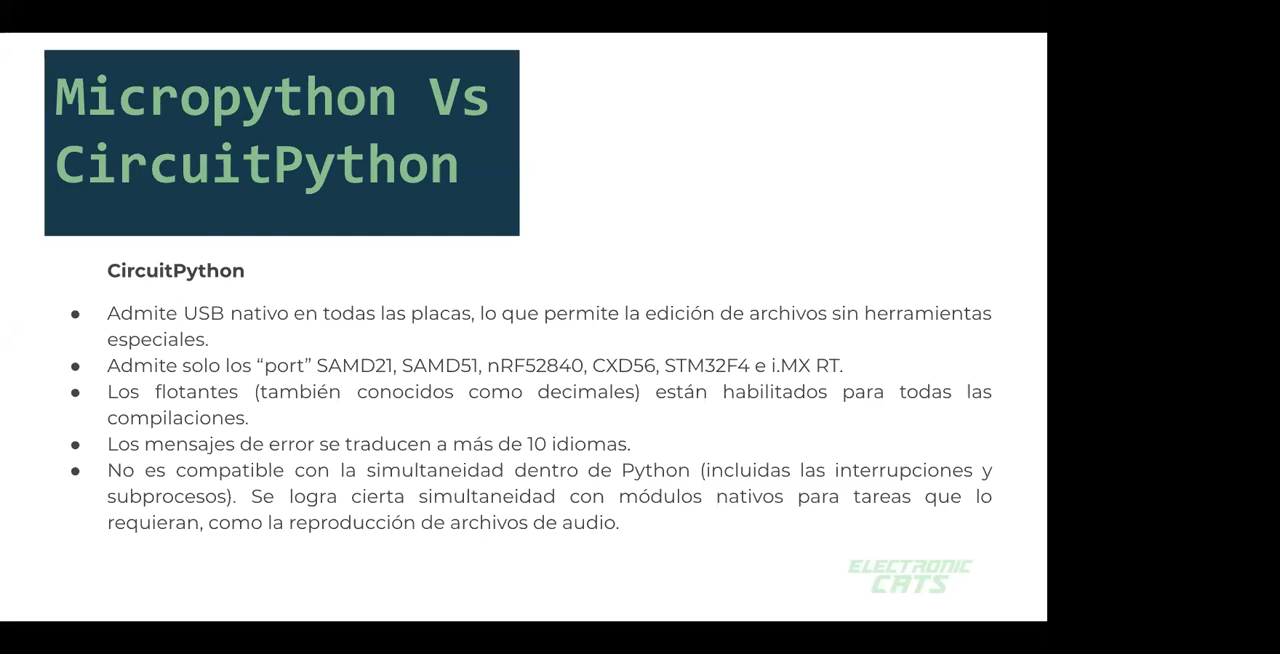 Micropython Vs
CircuitPython
CircuitPython
● Admite USB nativo en todas las placas, lo que permite la edición de archivos sin herramientas
especiales.
● Admite solo los “port” SAMD21, SAMD51, nRF52840, CXD56, STM32F4 e i.MX RT.
● Los flotantes (también conocidos como decimales) están habilitados para todas las
compilaciones.
● Los mensajes de error se traducen a más de 10 idiomas.
● No es compatible con la simultaneidad dentro de Python (incluidas las interrupciones y
subprocesos). Se logra cierta simultaneidad con módulos nativos para tareas que lo
requieran, como la reproducción de archivos de audio.
ELECTRONIC
CATS